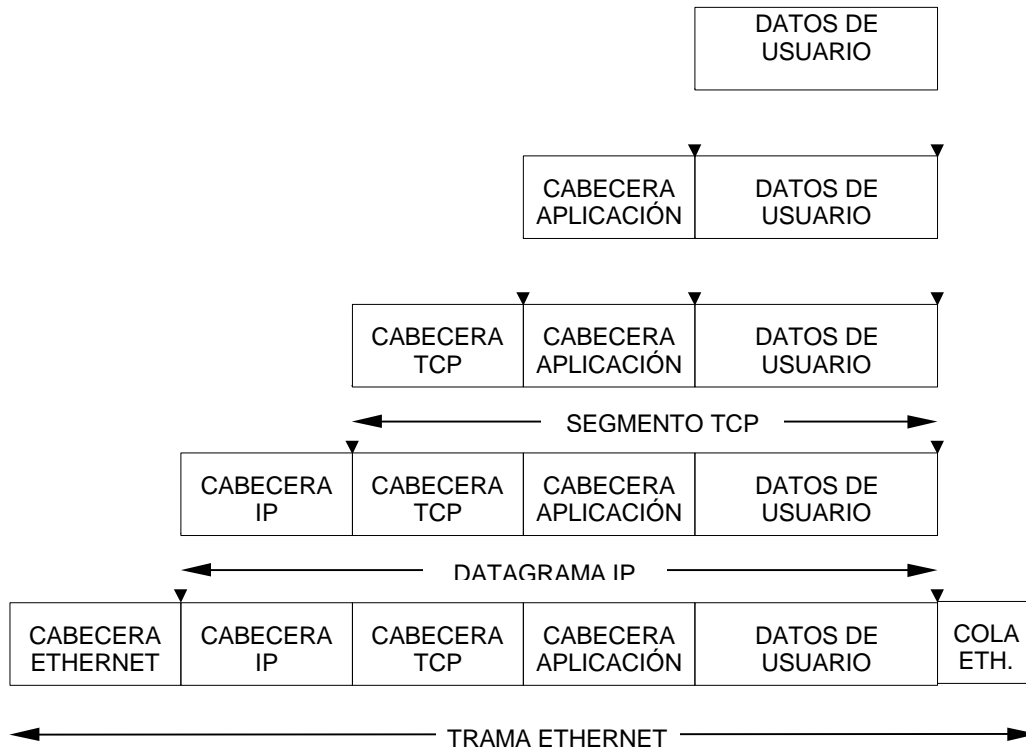 DATOS DE
USUARIO
CABECERA
APLICACIÓN
DATOS DE
USUARIO
CABECERA
TCP
CABECERA
APLICACIÓN
DATOS DE
USUARIO
SEGMENTO TCP
CABECERA
IP
CABECERA
TCP
CABECERA
APLICACIÓN
DATOS DE
USUARIO
DATAGRAMA IP
CABECERA
ETHERNET
CABECERA
IP
CABECERA
TCP
CABECERA
APLICACIÓN
DATOS DE
USUARIO
COLA
ETH.
TRAMA ETHERNET